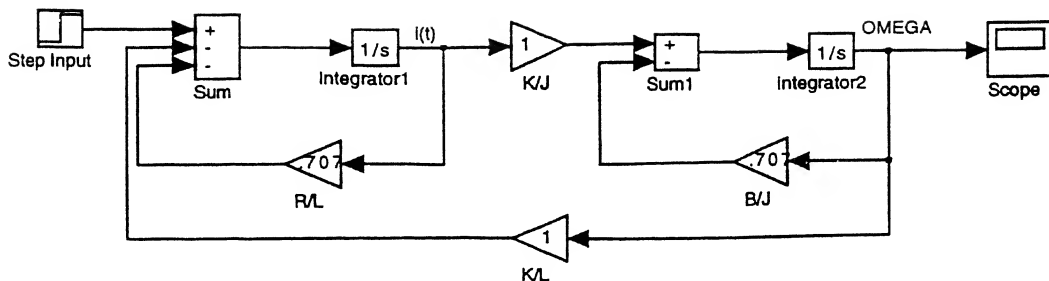 Step Input
+
-
-
Sum
1/s
Integrator1
i(t)
1
K/J
+
-
Sum1
1/s
integrator2
OMEGA
Scope
.707
R/L
.707
B/J
1
K/L